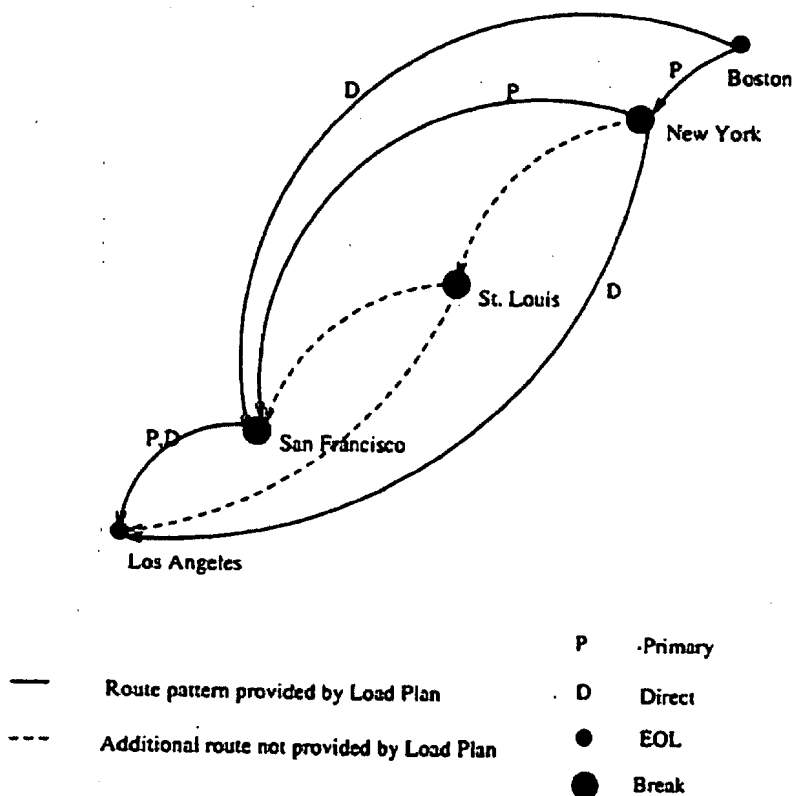 D
P
P
Boston
New York
St. Louis
D
P,D
San Francisco
Los Angeles
P Primary
Route pattern provided by Load Plan
D Direct
EOL
Additional route not provided by Load Plan
Break